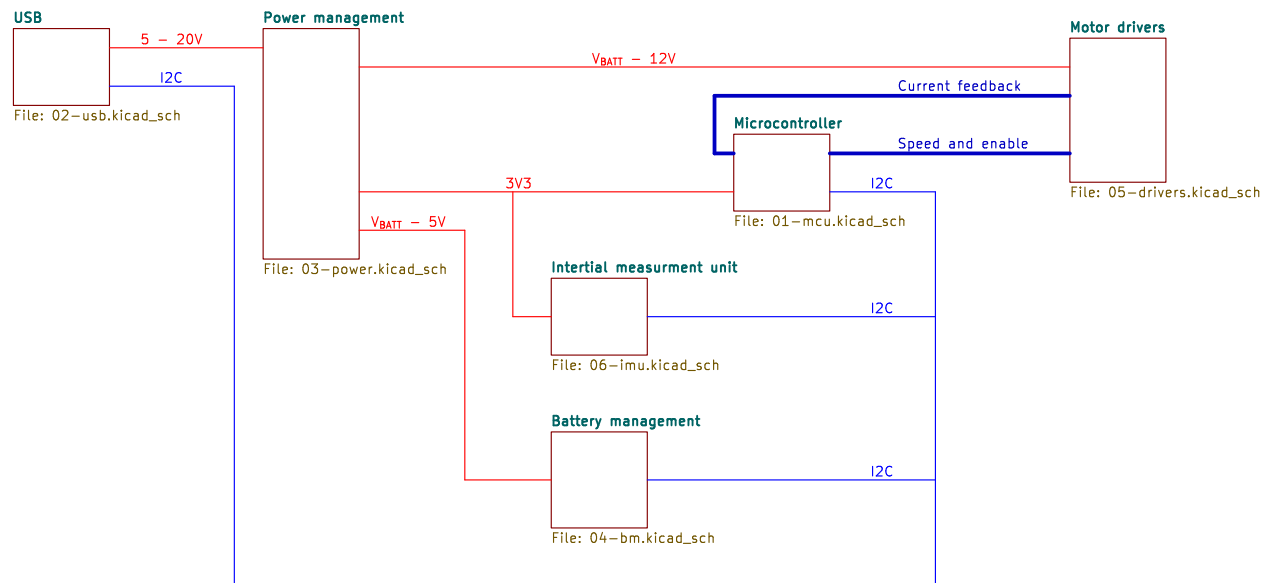 USB
Power management
Motor drivers
5 - 20V
V_BATT - 12V
I2C
Current feedback
File: 02-usb.kicad_sch
Microcontroller
Speed and enable
3V3
I2C
File: 05-drivers.kicad_sch
V_BATT - 5V
File: 01-mcu.kicad_sch
File: 03-power.kicad_sch
Intertial measurment unit
I2C
File: 06-imu.kicad_sch
Battery management
I2C
File: 04-bm.kicad_sch